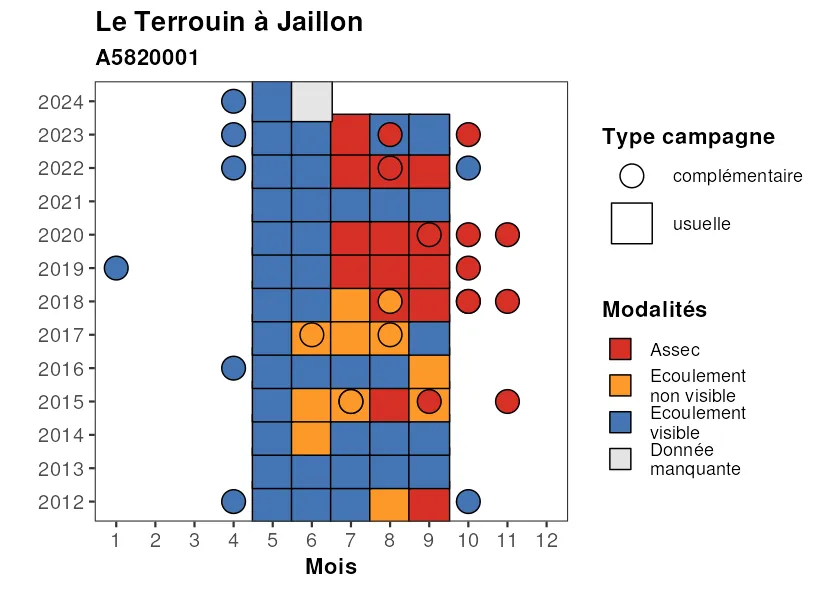 Le Terrouin à Jaillon
A5820001
2024
2023
2022
2021
2020
2019
2018
2017
2016
2015
2014
2013
2012
1 2 3 4 5 6 7 8 9 10 11 12
Mois
Type campagne
complémentaire
usuelle
Modalités
Assec
Ecoulement
non visible
Ecoulement
visible
Donnée
manquante